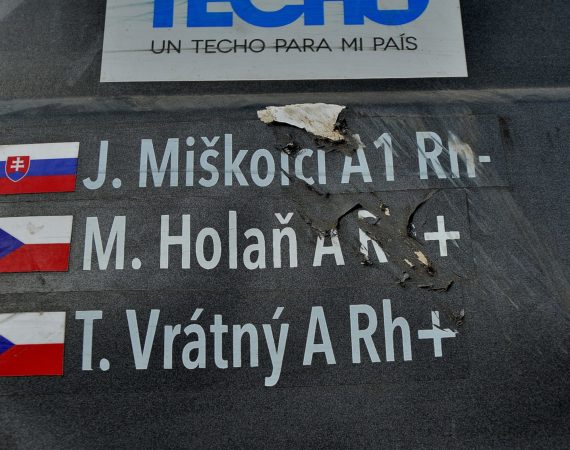 TECHO
UN TECHO PARA MI PAÍS
J. Miškolci A1 Rh-
M. Holaň A R +
T. Vrátný A Rh+